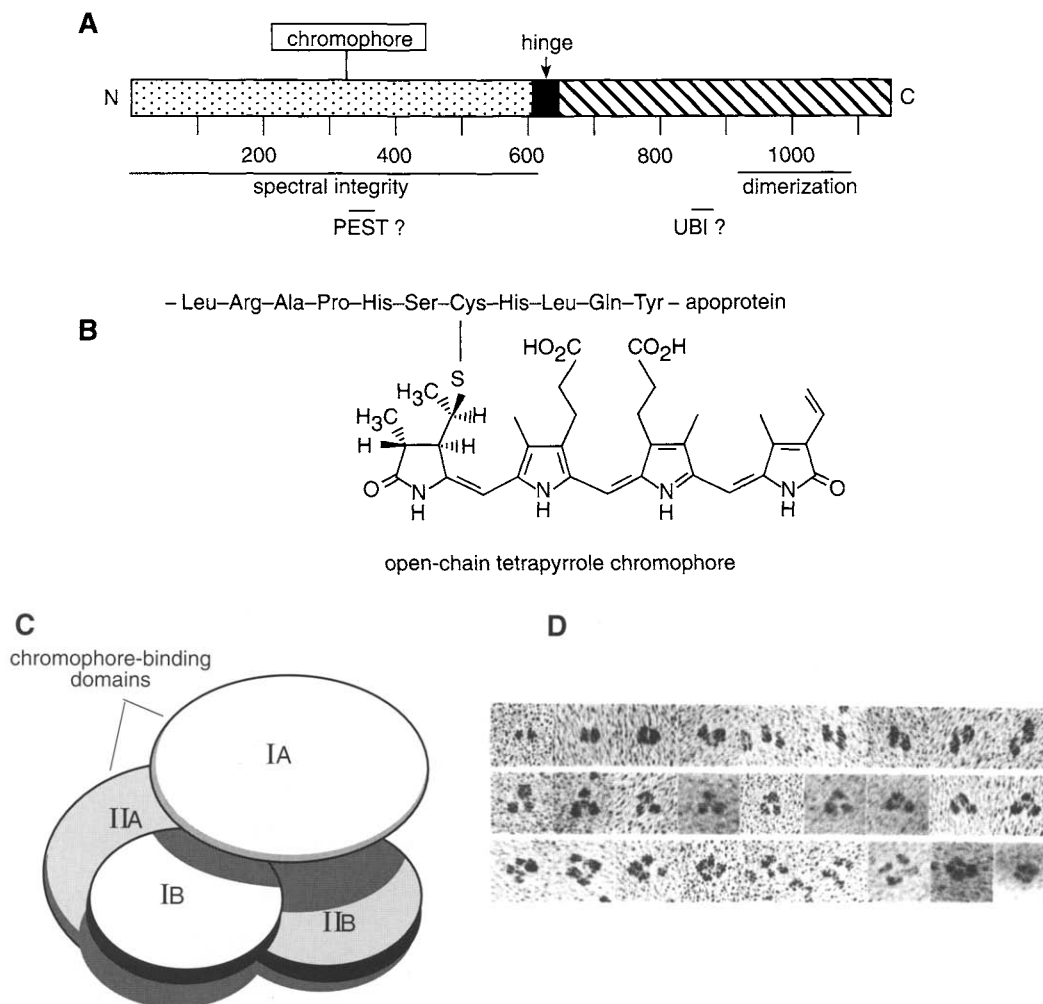 A
chromophore
hinge
N
C
200 400 600 800 1000
spectral integrity
dimerization
PEST ?
UBI ?
– Leu–Arg–Ala–Pro–His–Ser–Cys–His–Leu–Gln–Tyr – apoprotein
B
HO2C
CO2H
S
H3C
H
H3C
H
H
O
N
H
N
H
N
H
N
H
O
open-chain tetrapyrrole chromophore
C
chromophore-binding
domains
IA
IIA
IB
IIB
D